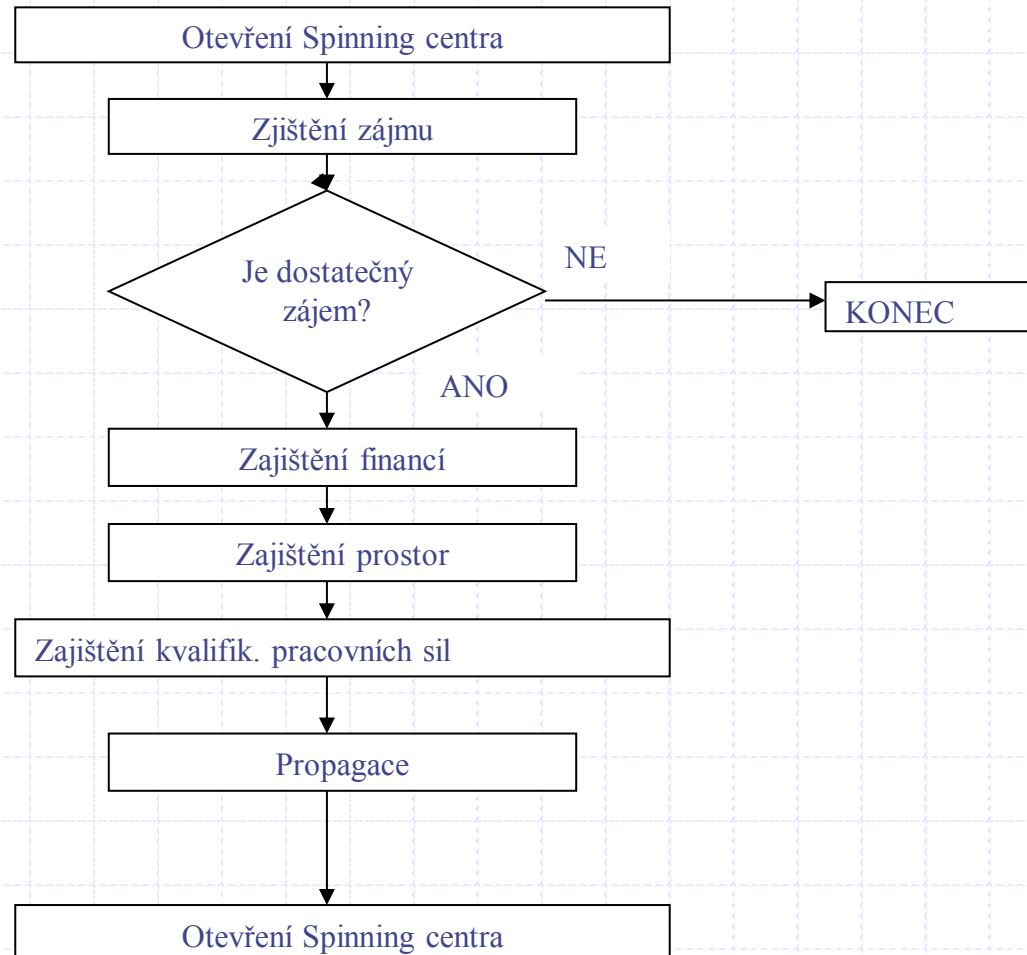 Otevření Spinning centra
Zjištění zájmu
Je dostatečný
zájem?
NE
KONEC
ANO
Zajištění financí
Zajištění prostor
Zajištění kvalifik. pracovních sil
Propagace
Otevření Spinning centra